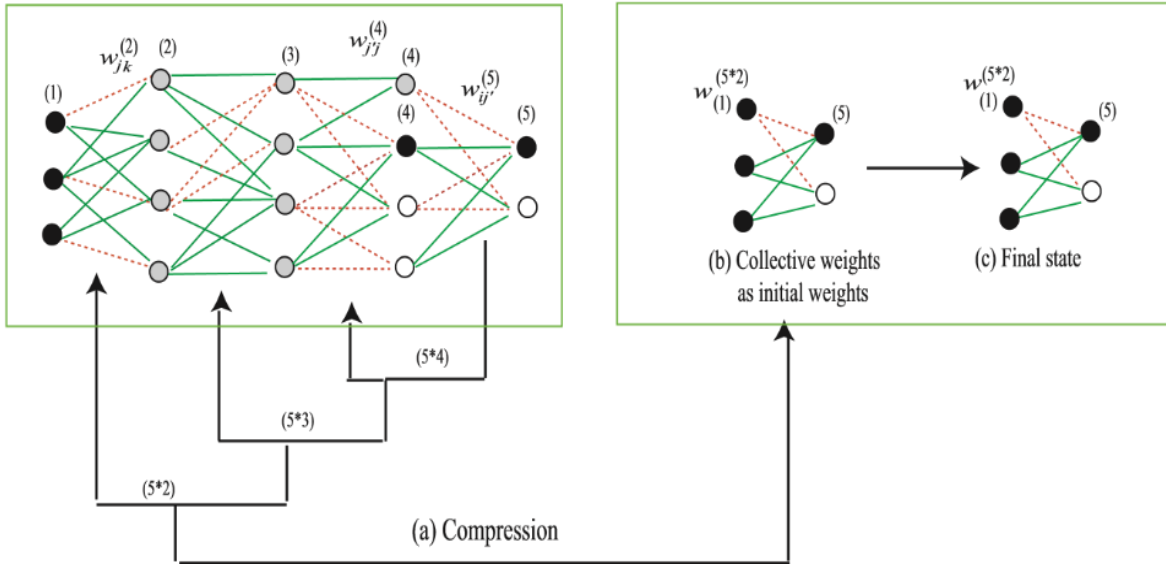 (1)
w_{jk}^{(2)}
(2)
(3)
w_{j'j}^{(4)}
(4)
(4)
w_{ij'}^{(5)}
(5)
(5*4)
(5*3)
(5*2)
(a) Compression
w^{(5*2)}
(1)
(5)
(b) Collective weights
as initial weights
w^{(5*2)}
(1)
(5)
(c) Final state